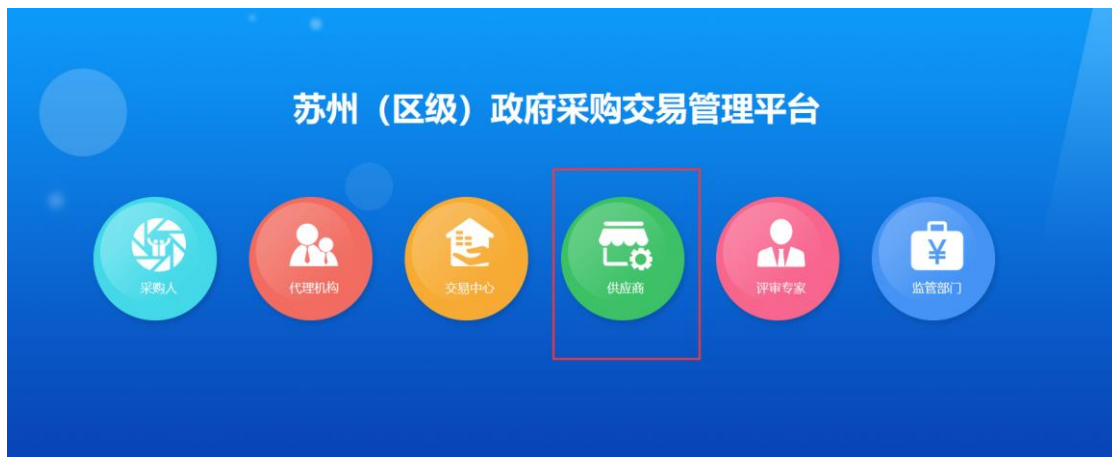 苏州（区级）政府采购交易管理平台
采购人
代理机构
交易中心
供应商
评审专家
监管部门